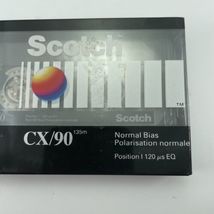 Scotch
Scotch
TM
CX/90
135m
Normal Bias
Polarisation normale
Position I 120 µs EQ